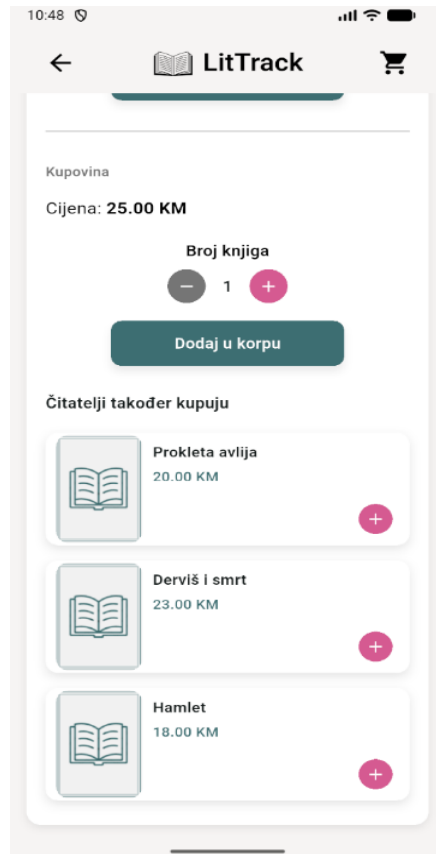 10:48
LitTrack
Kupovina
Cijena: 25.00 KM
Broj knjiga
1
Dodaj u korpu
Čitatelji također kupuju
Prokleta avlija
20.00 KM
Derviš i smrt
23.00 KM
Hamlet
18.00 KM